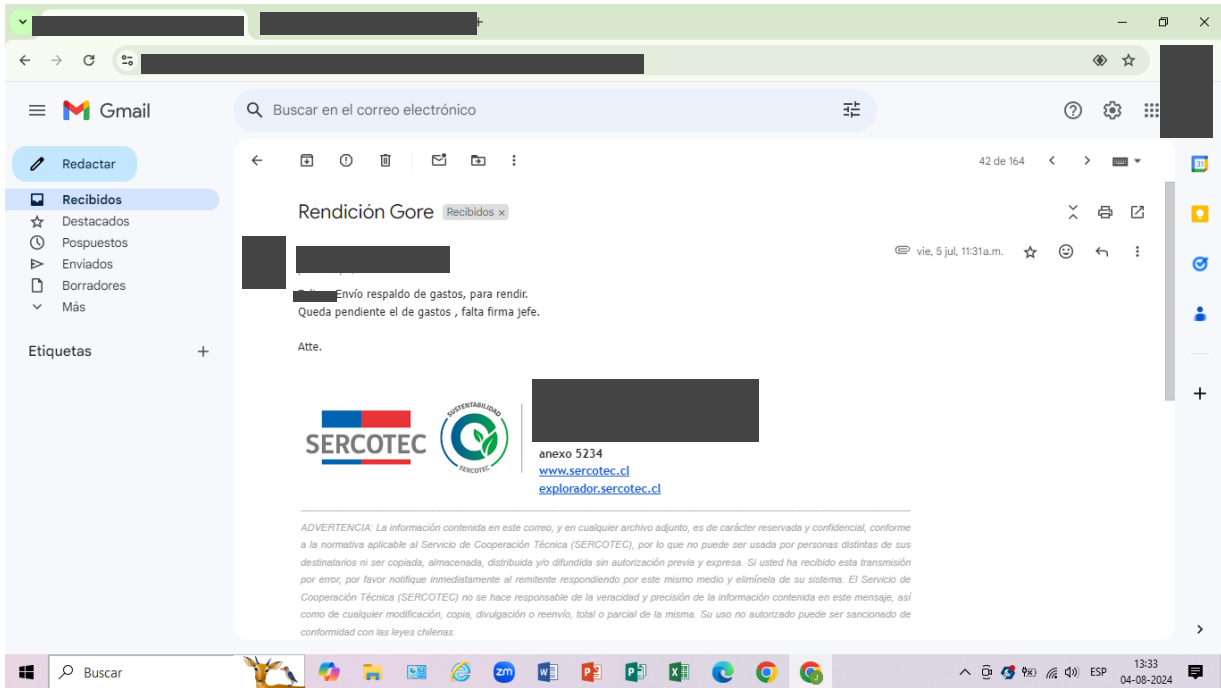 Gmail
Buscar en el correo electrónico
Redactar
42 de 164
31
Recibidos
Destacados
Pospuestos
Enviados
Borradores
Más
Etiquetas
Rendición Gore Recibidos x
vie, 5 jul, 11:31 a.m.
Envío respaldo de gastos, para rendir.
Queda pendiente el de gastos , falta firma jefe.
Atte.
SERCOTEC
SUSTENTABILIDAD
SERCOTEC
anexo 5234
www.sercotec.cl
explorador.sercotec.cl
ADVERTENCIA: La información contenida en este correo, y en cualquier archivo adjunto, es de carácter reservada y confidencial, conforme
a la normativa aplicable al Servicio de Cooperación Técnica (SERCOTEC), por lo que no puede ser usada por personas distintas de sus
destinatarios ni ser copiada, almacenada, distribuida y/o difundida sin autorización previa y expresa. Si usted ha recibido esta transmisión
por error, por favor notifique inmediatamente al remitente respondiendo por este mismo medio y elimínela de su sistema. El Servicio de
Cooperación Técnica (SERCOTEC) no se hace responsable de la veracidad y precisión de la información contenida en este mensaje, así
como de cualquier modificación, copia, divulgación o reenvío, total o parcial de la misma. Su uso no autorizado puede ser sancionado de
conformidad con las leyes chilenas.
Buscar
zm
ESP
13:33
04-08-2024